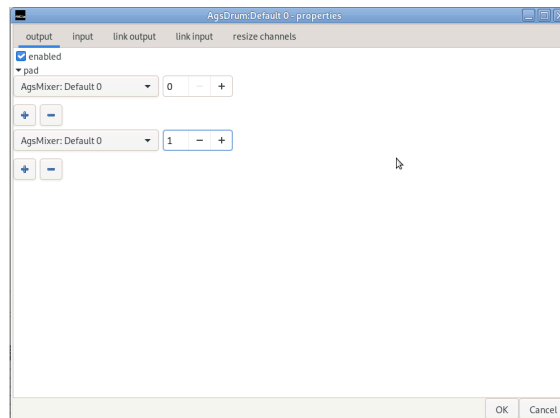 AgsDrum:Default 0 - properties
output input link output link input resize channels
enabled
pad
AgsMixer: Default 0 0 − +
+ −
AgsMixer: Default 0 1 − +
+ −
OK Cancel